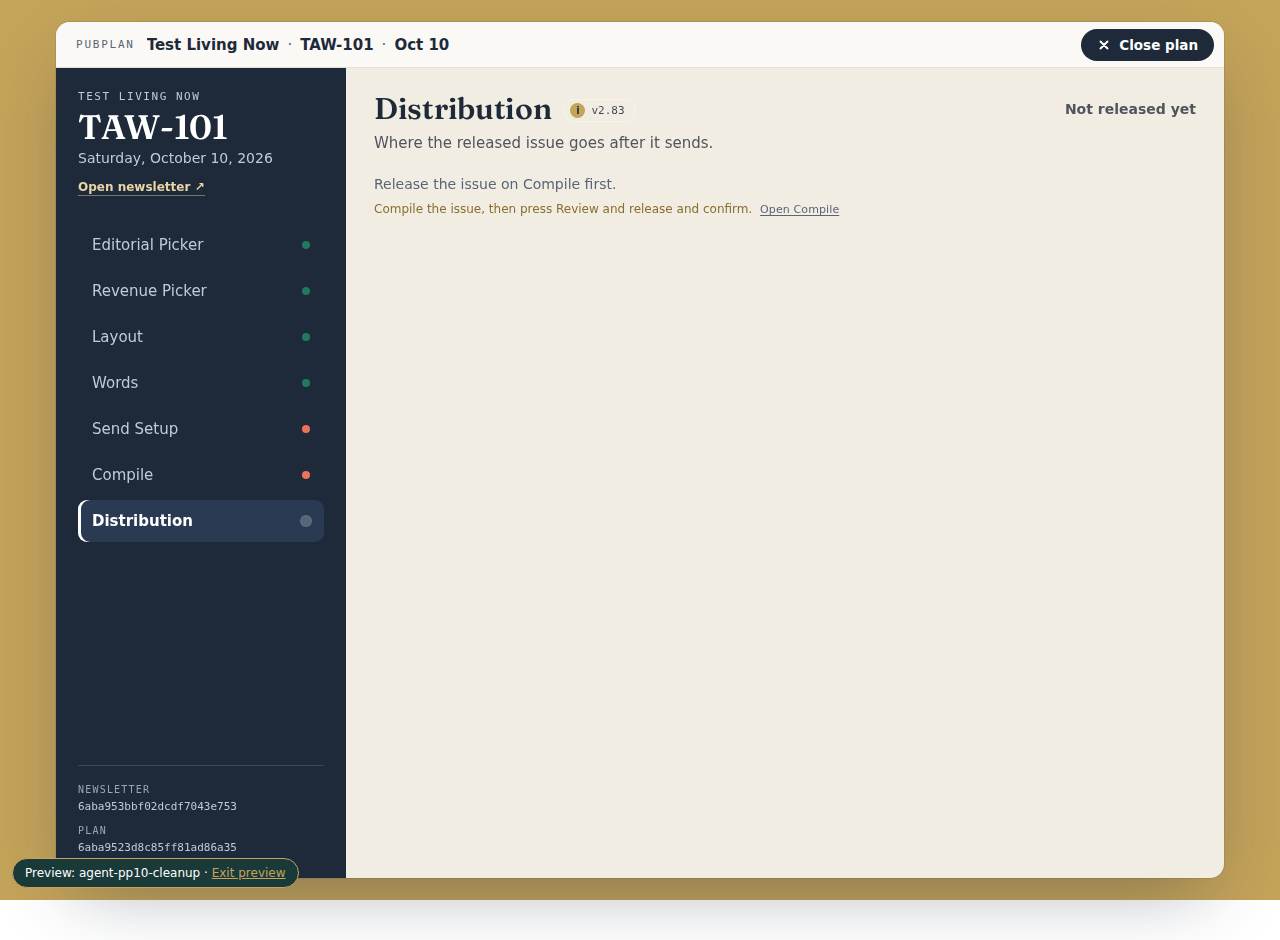 PUBPLAN Test Living Now · TAW-101 · Oct 10
✕ Close plan
TEST LIVING NOW
TAW-101
Saturday, October 10, 2026
Open newsletter ↗
Editorial Picker
Revenue Picker
Layout
Words
Send Setup
Compile
Distribution
NEWSLETTER
6aba953bbf02dcdf7043e753
PLAN
6aba9523d8c85ff81ad86a35
Distribution i v2.83
Not released yet
Where the released issue goes after it sends.
Release the issue on Compile first.
Compile the issue, then press Review and release and confirm. Open Compile
Preview: agent-pp10-cleanup · Exit preview